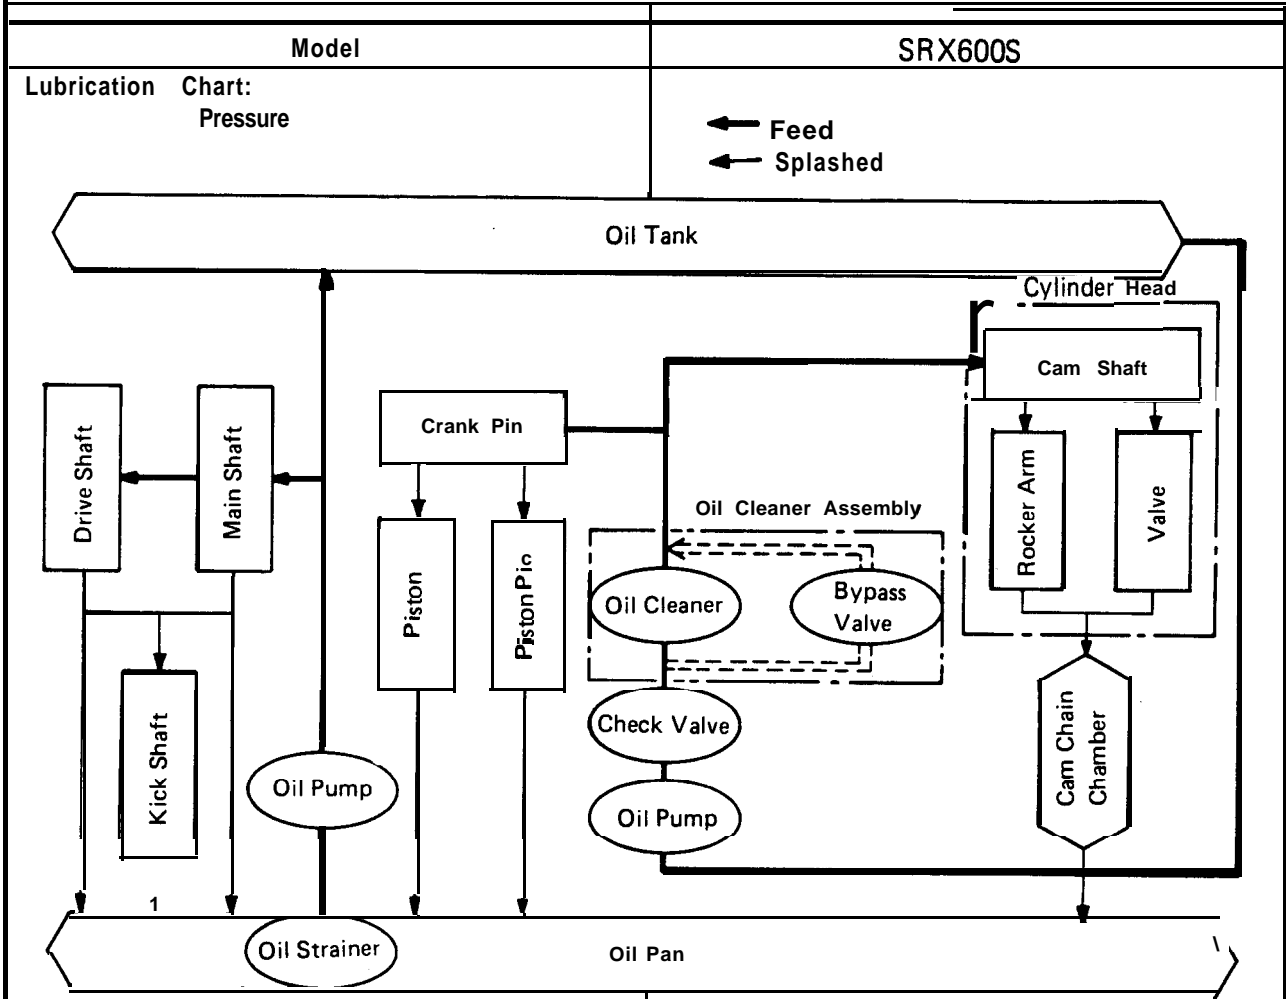 Model
SRX600S
Lubrication Chart:
Pressure
Feed
Splashed
Oil Tank
Cylinder Head
Cam Shaft
Crank Pin
Drive Shaft
Main Shaft
Rocker Arm
Valve
Oil Cleaner Assembly
Piston
Piston Pin
Oil Cleaner
Bypass
Valve
Check Valve
Kick Shaft
Oil Pump
Oil Pump
Cam Chain
Chamber
1
Oil Strainer
Oil Pan